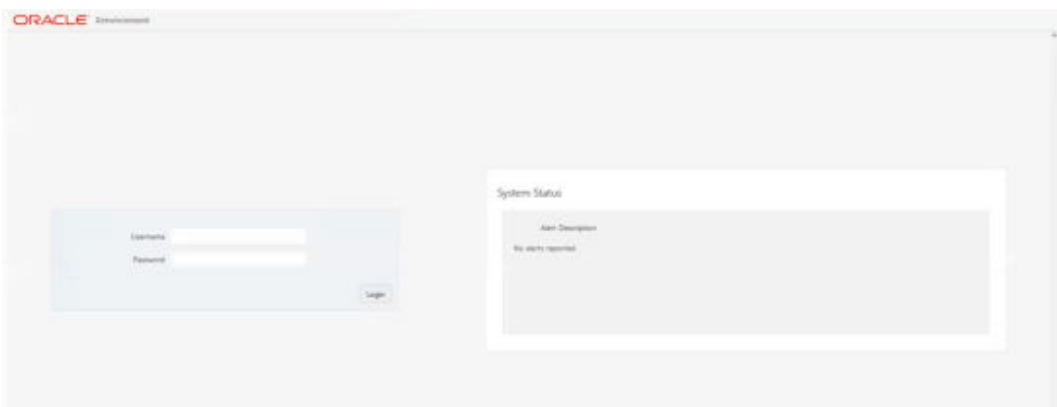 ORACLE
Username
Password
Login
System Status
Alert Description
No alerts reported